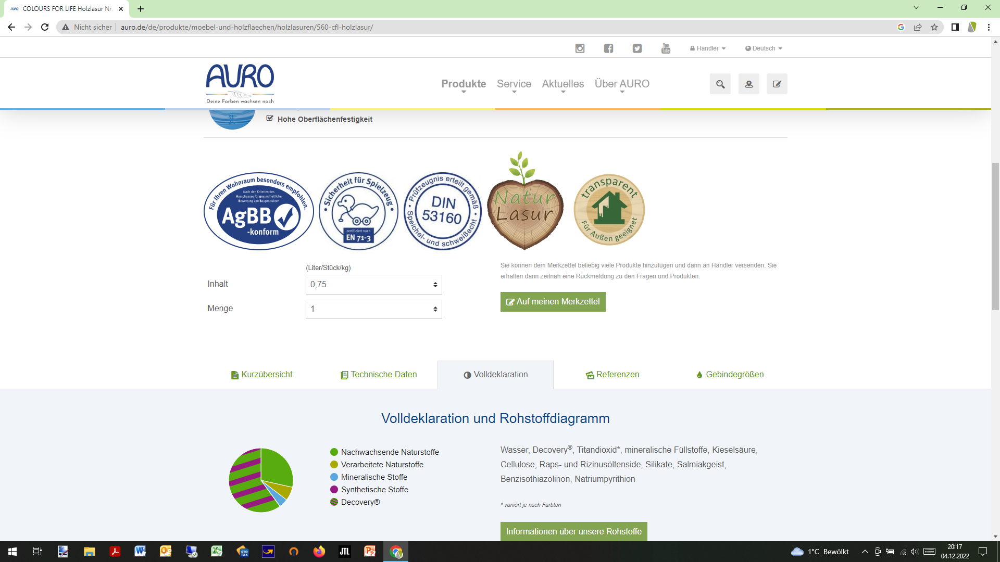 COLOURS FOR LIFE Holzlasur Nr.
Nicht sicher
auro.de/de/produkte/moebel-und-holzflaechen/holzlasuren/560-cfl-holzlasur/
You Tube
Händler
Deutsch
AURO
Deine Farben wachsen nach
Produkte
Service
Aktuelles
Über AURO
Hohe Oberflächenfestigkeit
Für Ihren Wohnraum besonders empfohlen.
Nach den Kriterien des
Ausschusses für gesundheitliche
Bewertung von Bauprodukten
AgBB
-konform
Sicherheit für Spielzeug
zertifiziert nach
EN 71-3
Prüfzeugnis erteilt gemäß
DIN
53160
Speichel- und schweißecht
Natur
Lasur
transparent
Für Außen geeignet
(Liter/Stück/kg)
Inhalt
0,75
Menge
1
Sie können dem Merkzettel beliebig viele Produkte hinzufügen und dann an Händler versenden. Sie
erhalten dann zeitnah eine Rückmeldung zu den Fragen und Produkten.
Auf meinen Merkzettel
Kurzübersicht
Technische Daten
Volldeklaration
Referenzen
Gebindegrößen
Volldeklaration und Rohstoffdiagramm
Nachwachsende Naturstoffe
Verarbeitete Naturstoffe
Mineralische Stoffe
Synthetische Stoffe
Decovery®
Wasser, Decovery®, Titandioxid*, mineralische Füllstoffe, Kieselsäure,
Cellulose, Raps- und Rizinusöltenside, Silikate, Salmiakgeist,
Benzisothiazolinon, Natriumpyrithion
* variiert je nach Farbton
Informationen über unsere Rohstoffe
STO TAX
JTL
1°C Bewölkt
20:17
04.12.2022